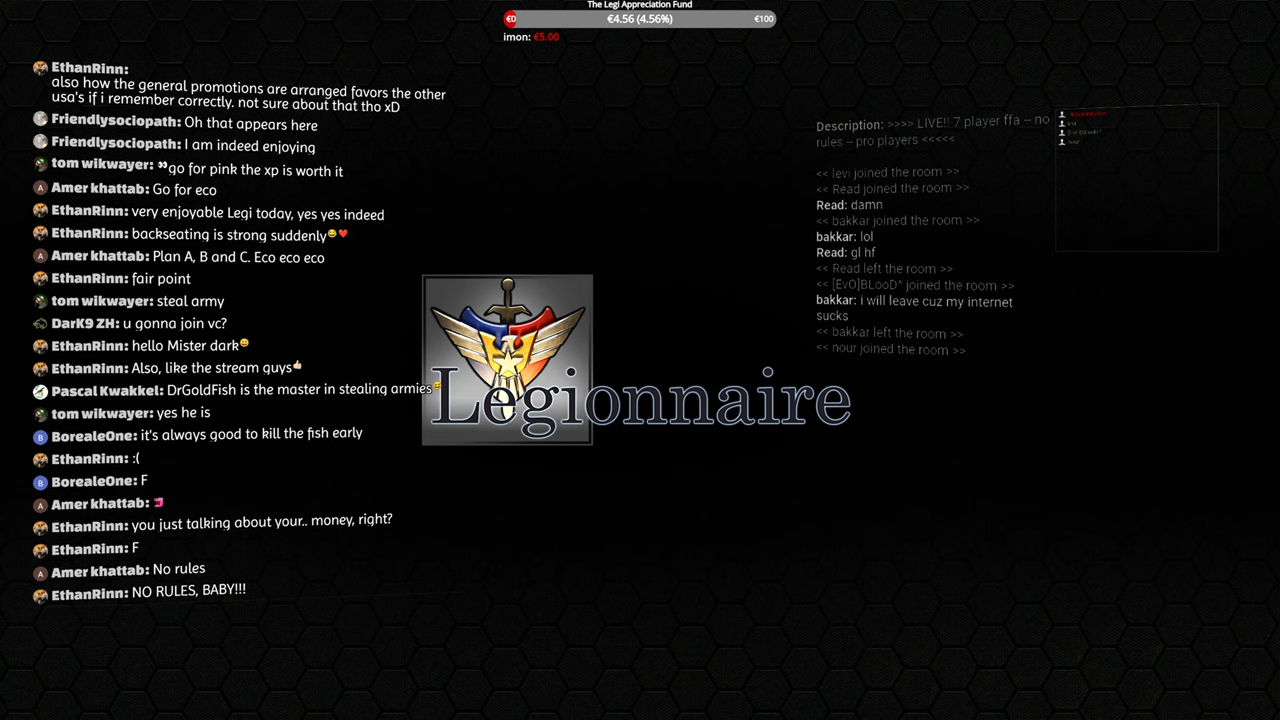 The Legi Appreciation Fund
€0 €4.56 (4.56%) €100
imon: €5.00
EthanRinn:
also how the general promotions are arranged favors the other
usa's if i remember correctly. not sure about that tho xD
Friendlysociopath: Oh that appears here
Friendlysociopath: I am indeed enjoying
tom wikwayer: go for pink the xp is worth it
Amer khattab: Go for eco
EthanRinn: very enjoyable Legi today, yes yes indeed
EthanRinn: backseating is strong suddenly😂❤️
Amer khattab: Plan A, B and C. Eco eco eco
EthanRinn: fair point
tom wikwayer: steal army
DarK9 ZH: u gonna join vc?
EthanRinn: hello Mister dark😀
EthanRinn: Also, like the stream guys👍
Pascal Kwakkel: DrGoldFish is the master in stealing armies
tom wikwayer: yes he is
BorealeOne: it's always good to kill the fish early
EthanRinn: :(
BorealeOne: F
Amer khattab:
EthanRinn: you just talking about your.. money, right?
EthanRinn: F
Amer khattab: No rules
EthanRinn: NO RULES, BABY!!!
Legionnaire
Description: >>>> LIVE!! 7 player ffa -- no
rules -- pro players <<<<<
<< levi joined the room >>
<< Read joined the room >>
Read: damn
<< bakkar joined the room >>
bakkar: lol
Read: gl hf
<< Read left the room >>
<< [EvO]BLooD^ joined the room >>
bakkar: i will leave cuz my internet
sucks
<< bakkar left the room >>
<< nour joined the room >>